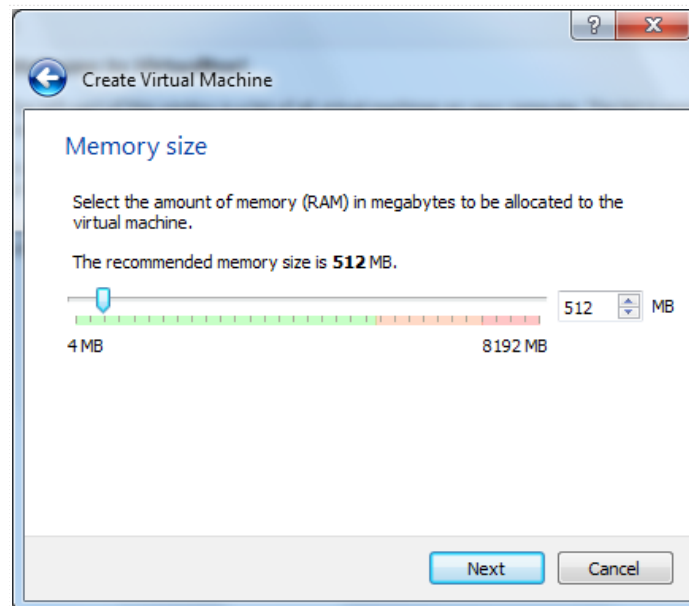 ?
X
Create Virtual Machine
Memory size
Select the amount of memory (RAM) in megabytes to be allocated to the
virtual machine.
The recommended memory size is 512 MB.
512 MB
4 MB 8192 MB
Next Cancel